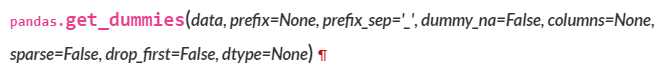 pandas.get_dummies(data, prefix=None, prefix_sep='_', dummy_na=False, columns=None,
sparse=False, drop_first=False, dtype=None) ¶